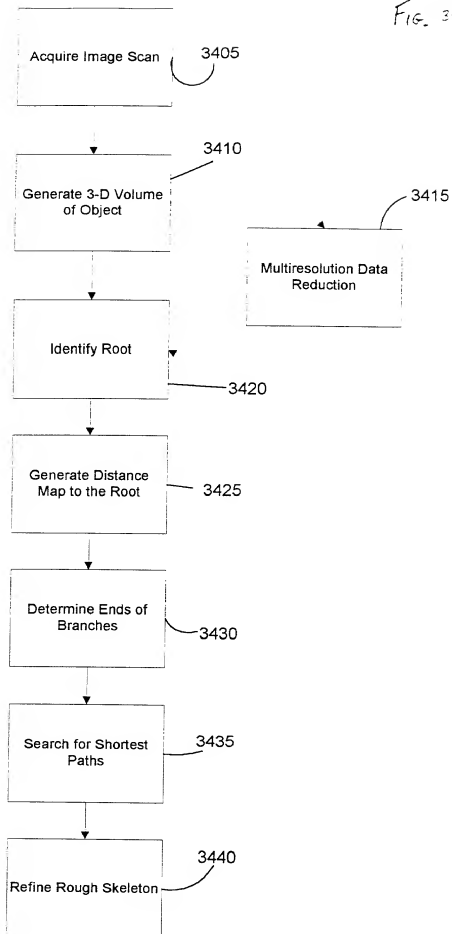 FIG. 3
Acquire Image Scan
3405
3410
Generate 3-D Volume
of Object
3415
Multiresolution Data
Reduction
Identify Root
3420
Generate Distance
Map to the Root
3425
Determine Ends of
Branches
3430
Search for Shortest
Paths
3435
3440
Refine Rough Skeleton